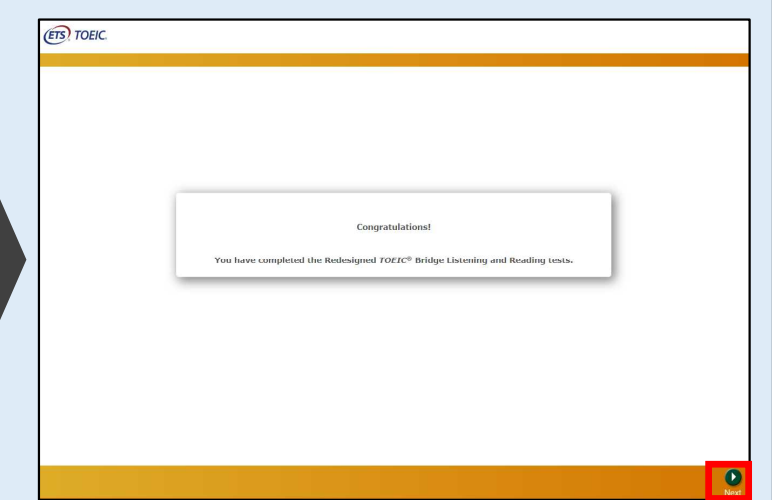 ETS TOEIC.
Congratulations!
You have completed the Redesigned TOEIC® Bridge Listening and Reading tests.
Next